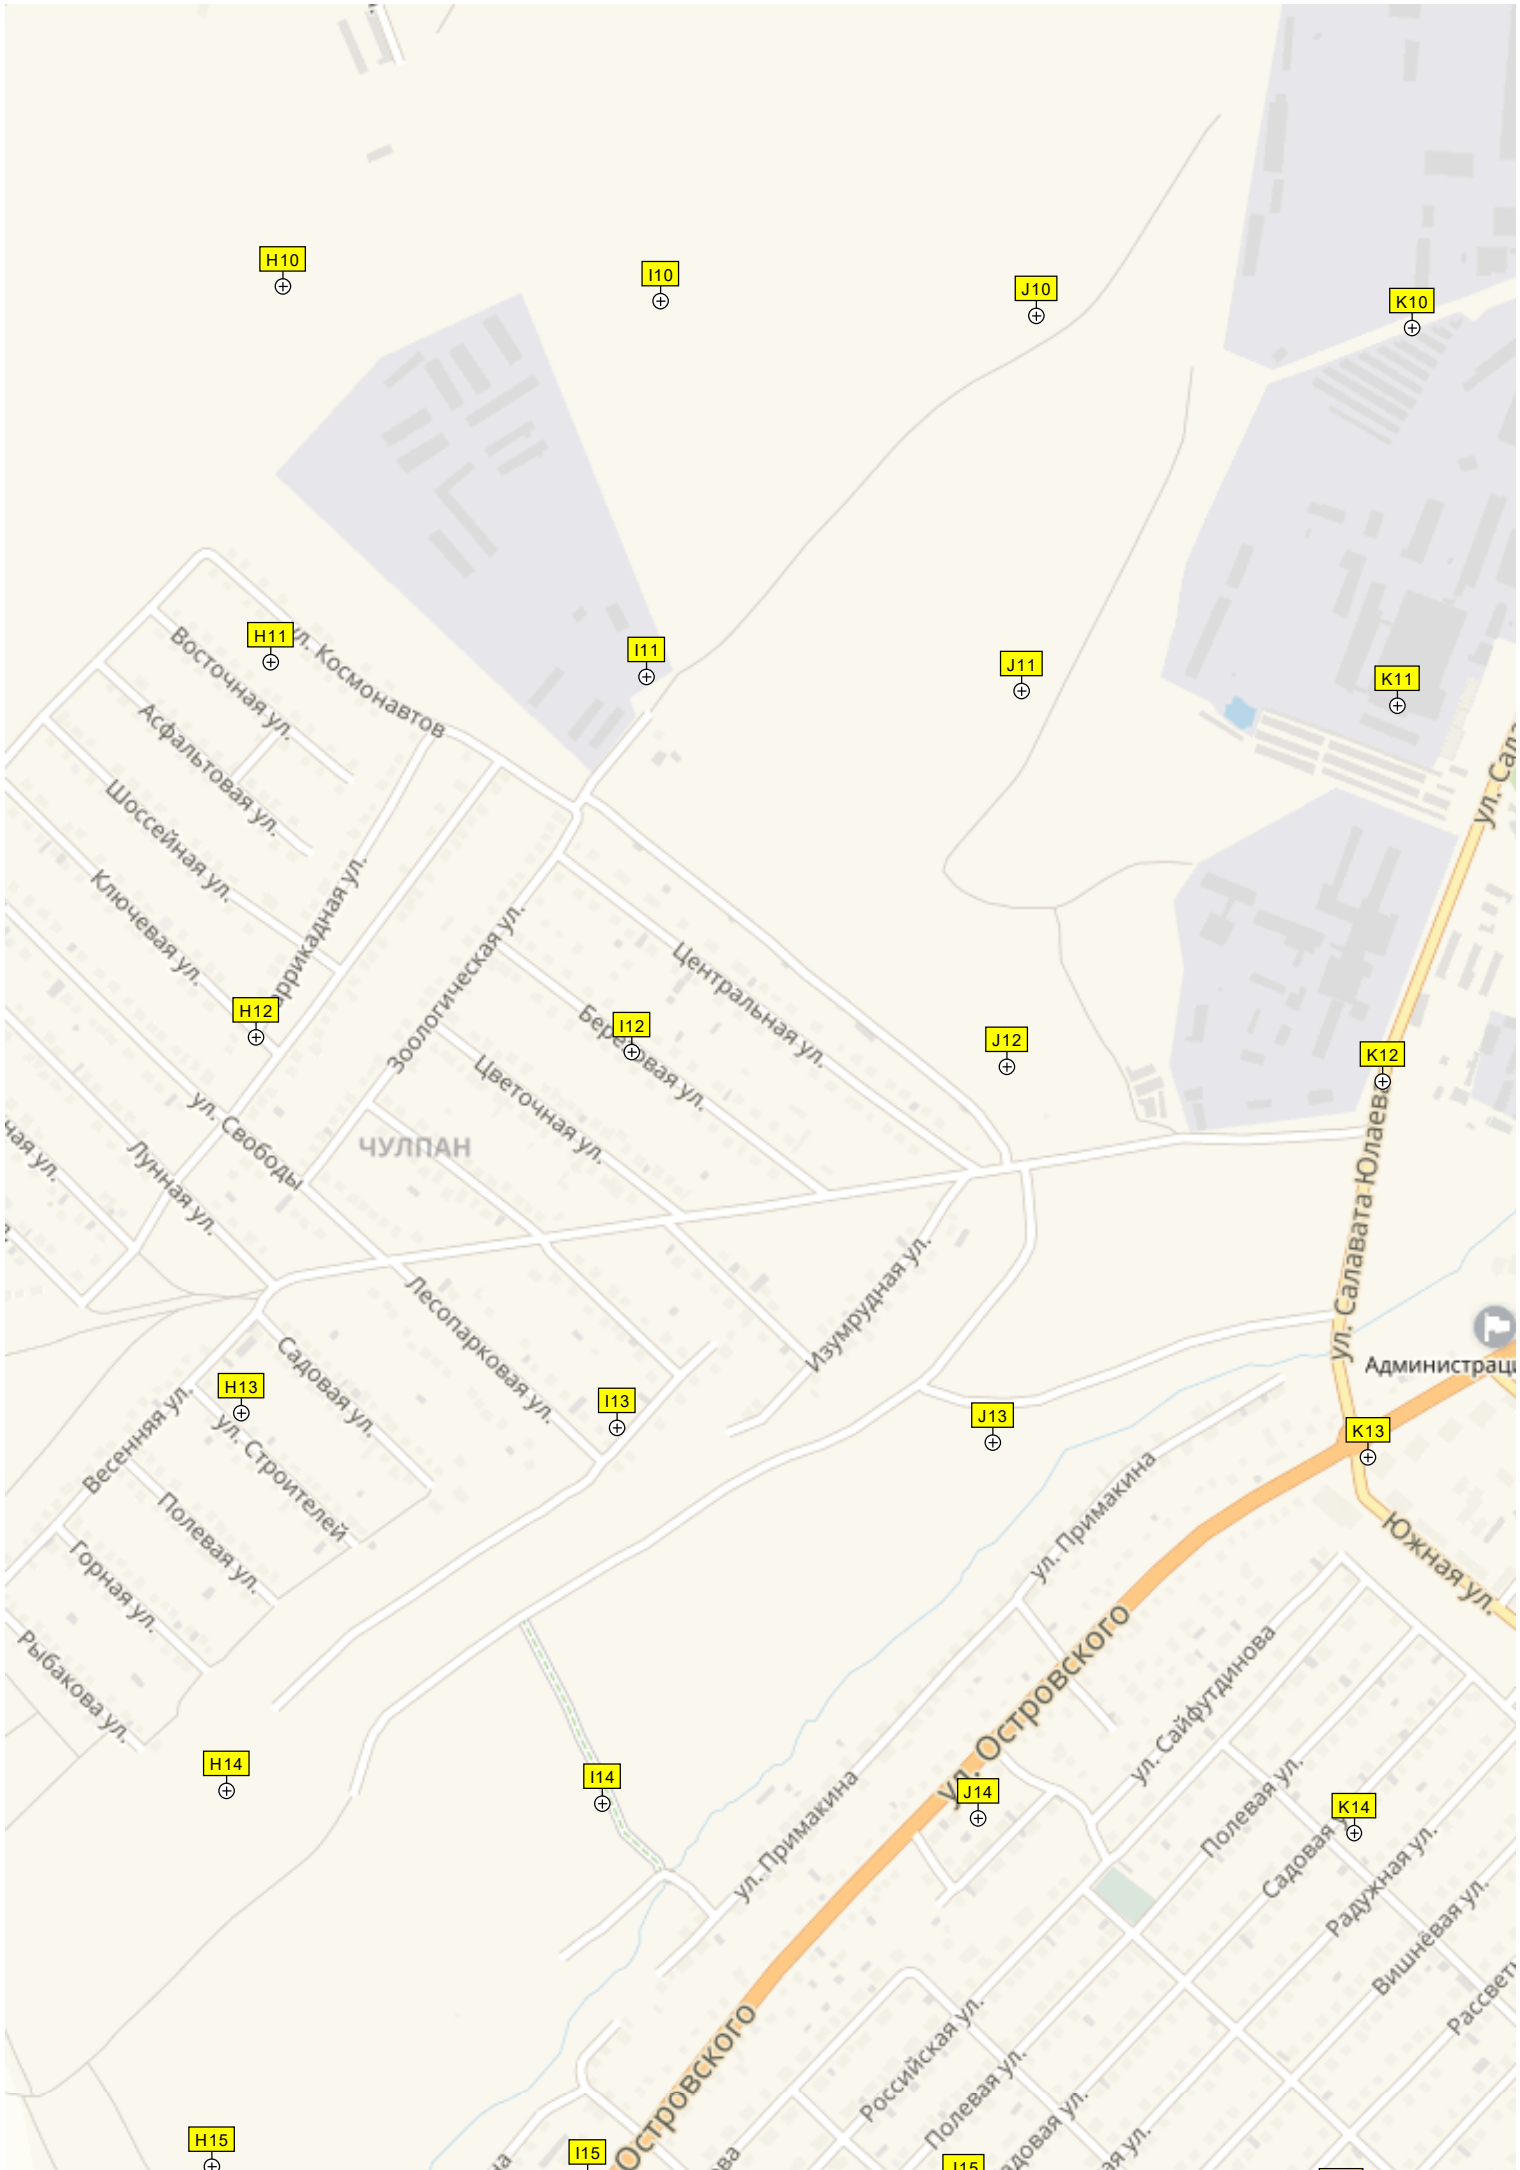 H10
I10
J10
K10
H11
ул. Космонавтов
Восточная ул.
I11
J11
K11
Асфальтовая ул.
Шоссейная ул.
Ключевая ул.
Зоологическая ул.
Центральная ул.
H12
I12
J12
K12
Цветочная ул.
ул. Свободы
ЧУЛПАН
Лунная ул.
ул. Салавата Юлаева
Изумрудная ул.
Лесопарковая ул.
Садовая ул.
H13
I13
J13
K13
Весенняя ул.
ул. Строителей
ул. Примакина
Полевая ул.
Южная ул.
Горная ул.
Рыбакова ул.
ул. Островского
ул. Сайфутдинова
H14
I14
J14
K14
Полевая ул.
Садовая
ул. Примакина
Радужная ул.
Вишнёвая ул.
Российская ул.
Полевая ул.
Островского
H15
I15
J15